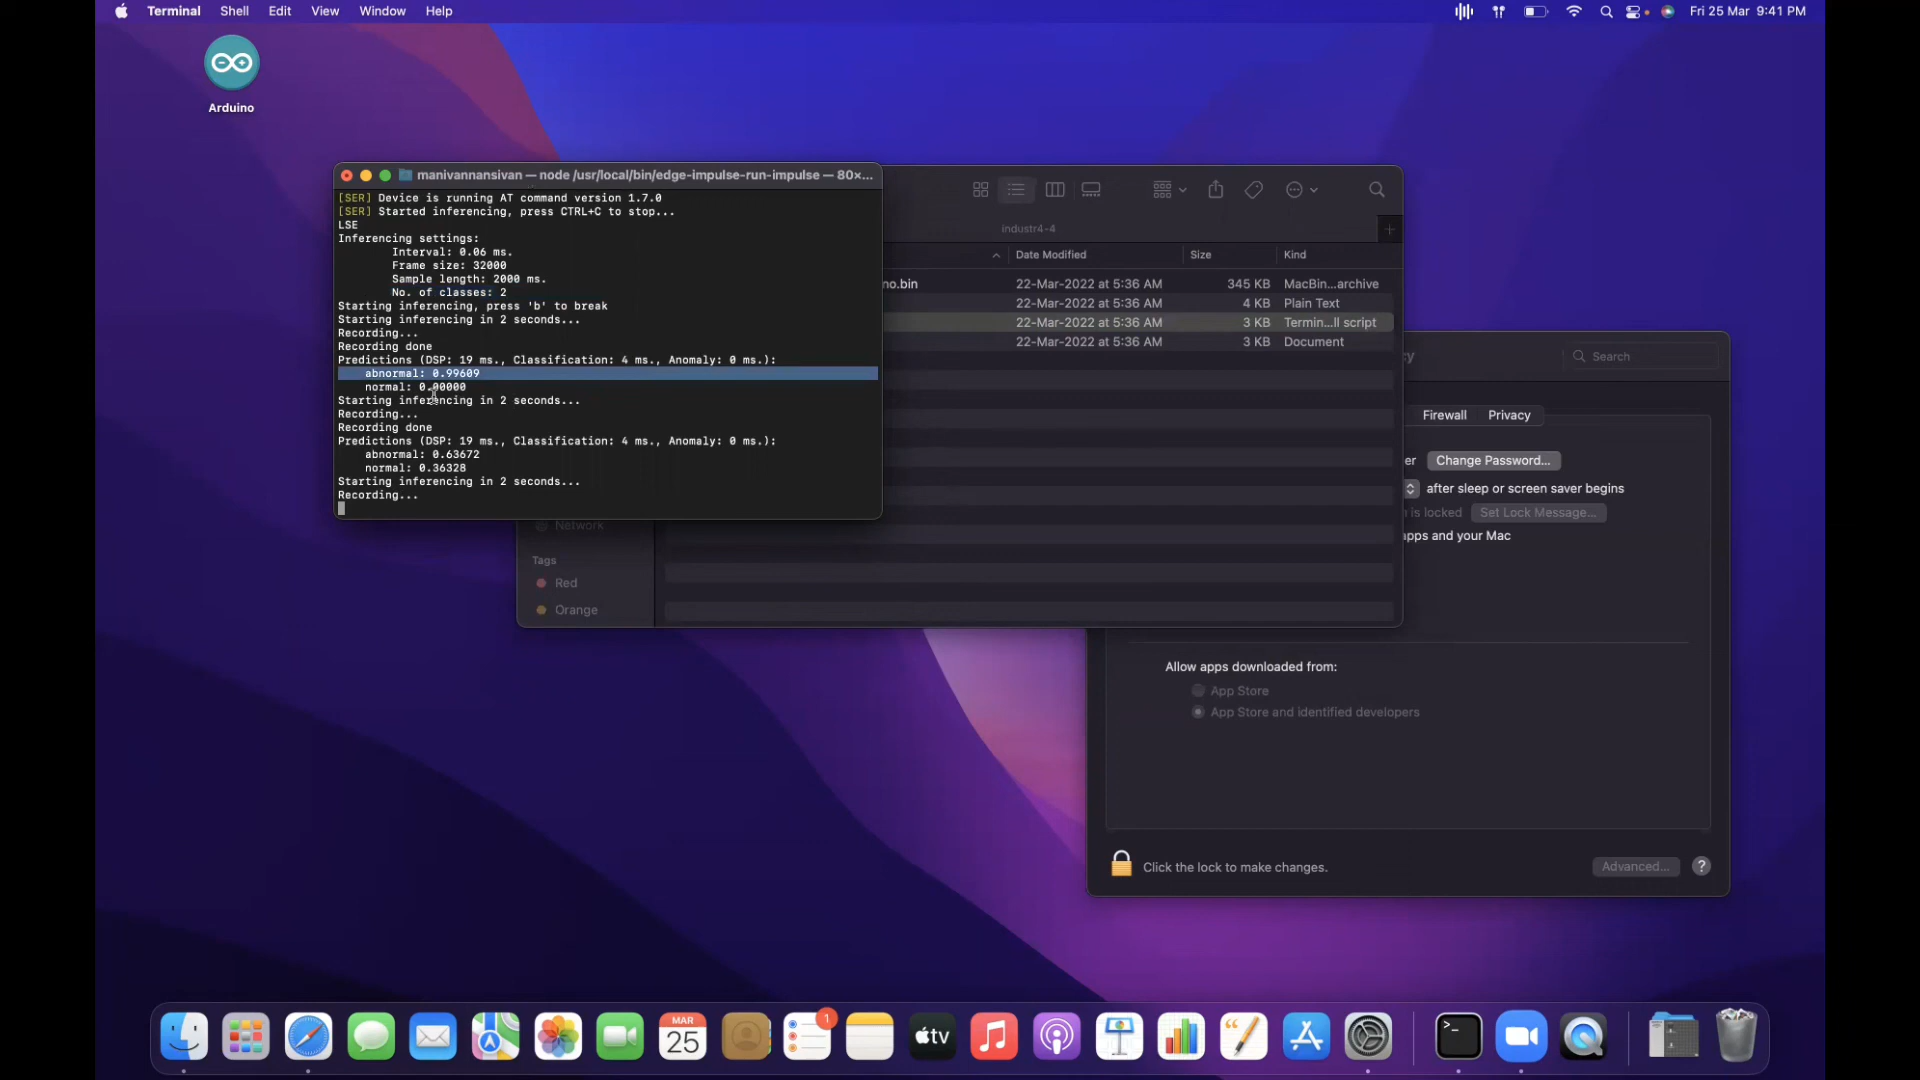 Terminal Shell Edit View Window Help
Fri 25 Mar 9:41 PM
Arduino
manivannansivan — node /usr/local/bin/edge-impulse-run-impulse — 80×...
[SER] Device is running AT command version 1.7.0
[SER] Started inferencing, press CTRL+C to stop...
LSE
Inferencing settings:
Interval: 0.06 ms.
Frame size: 32000
Sample length: 2000 ms.
No. of classes: 2
Starting inferencing, press 'b' to break
Starting inferencing in 2 seconds...
Recording...
Recording done
Predictions (DSP: 19 ms., Classification: 4 ms., Anomaly: 0 ms.):
abnormal: 0.99609
normal: 0.00000
Starting inferencing in 2 seconds...
Recording...
Recording done
Predictions (DSP: 19 ms., Classification: 4 ms., Anomaly: 0 ms.):
abnormal: 0.63672
normal: 0.36328
Starting inferencing in 2 seconds...
Recording...
industr4-4
Date Modified Size Kind
no.bin 22-Mar-2022 at 5:36 AM 345 KB MacBin...archive
22-Mar-2022 at 5:36 AM 4 KB Plain Text
22-Mar-2022 at 5:36 AM 3 KB Termin...ll script
22-Mar-2022 at 5:36 AM 3 KB Document
Network
Tags
Red
Orange
cy
Search
Firewall Privacy
er Change Password...
after sleep or screen saver begins
is locked Set Lock Message...
apps and your Mac
Allow apps downloaded from:
App Store
App Store and identified developers
Click the lock to make changes.
Advanced... ?
MAR
25
1
tv
>_